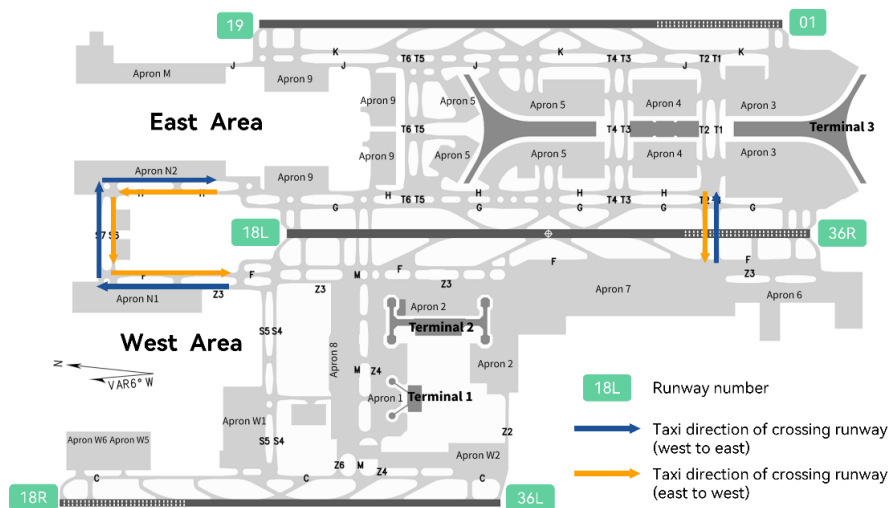 19
01
K
K
K
T6 T5
T4 T3
T2 T1
J
J
J
J
Apron M
Apron 9
Apron 9
Apron 5
Apron 5
Apron 4
Apron 3
East Area
T6 T5
T4 T3
T2 T1
Terminal 3
Apron 9
Apron 5
Apron 5
Apron 4
Apron 3
Apron N2
Apron 9
H
H
H
H
H
T6 T5
T4 T3
G
G
G
G
18L
36R
S7 S6
F
F
F
F
F
M
Z3
Z3
Z3
Z3
Apron N1
Apron 7
Apron 6
Apron 2
Terminal 2
West Area
S5 S4
Apron 8
Apron 2
N
VAR6° W
M
Z4
Apron 1
Terminal 1
18L
Runway number
Apron W1
Taxi direction of crossing runway
(west to east)
Apron W6
Apron W5
S5 S4
Z2
Apron W2
Z6
M
Z4
C
C
C
Taxi direction of crossing runway
(east to west)
18R
36L